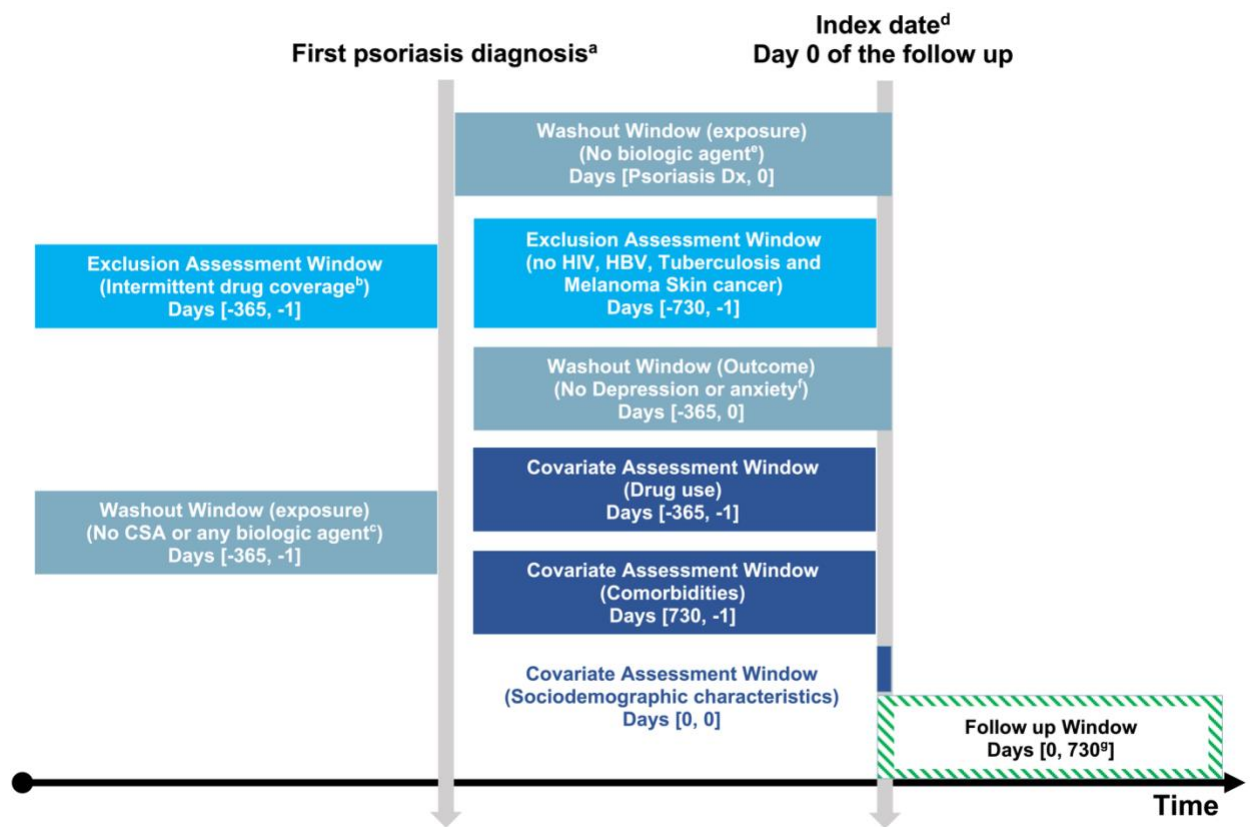 First psoriasis diagnosisᵃ
Index dateᵈ
Day 0 of the follow up
Washout Window (exposure)
(No biologic agentᵉ)
Days [Psoriasis Dx, 0]
Exclusion Assessment Window
(Intermittent drug coverageᵇ)
Days [-365, -1]
Exclusion Assessment Window
(no HIV, HBV, Tuberculosis and
Melanoma Skin cancer)
Days [-730, -1]
Washout Window (Outcome)
(No Depression or anxietyᶠ)
Days [-365, 0]
Covariate Assessment Window
(Drug use)
Days [-365, -1]
Washout Window (exposure)
(No CSA or any biologic agentᶜ)
Days [-365, -1]
Covariate Assessment Window
(Comorbidities)
Days [730, -1]
Covariate Assessment Window
(Sociodemographic characteristics)
Days [0, 0]
Follow up Window
Days [0, 730ᵍ]
Time